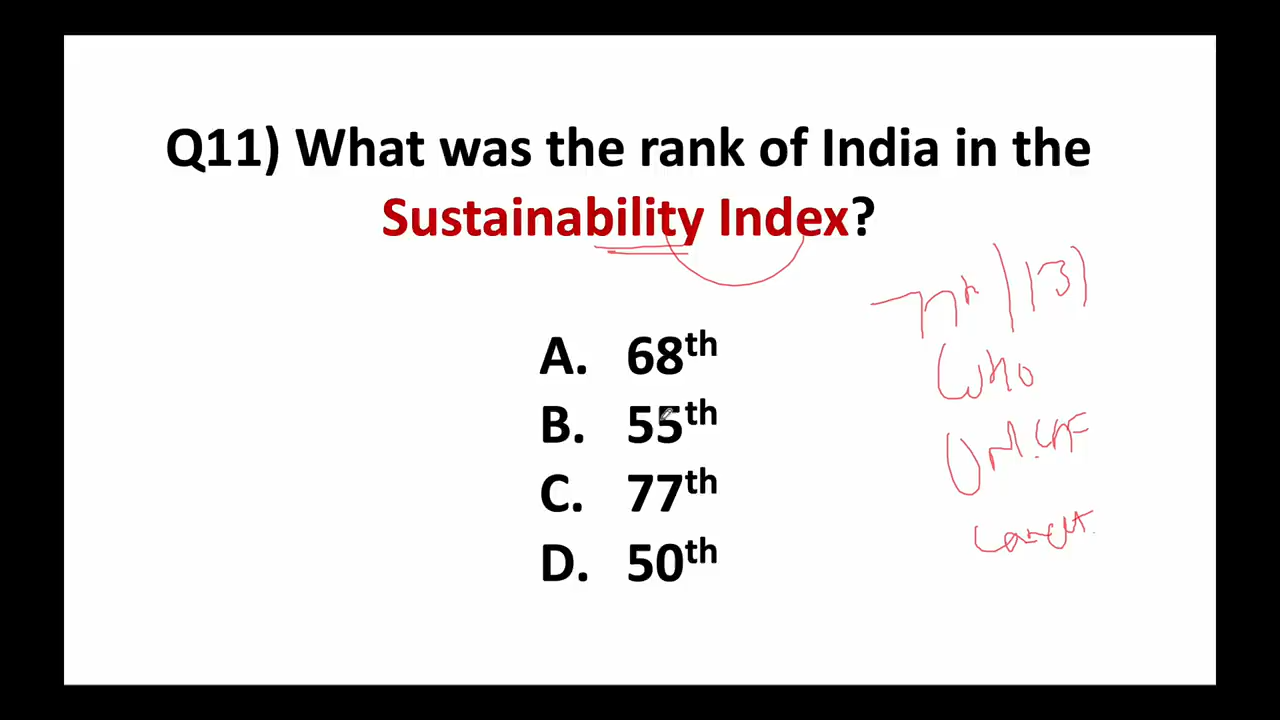 Q11) What was the rank of India in the
Sustainability Index?
A. 68th
B. 55th
C. 77th
D. 50th
77th / 131
WHO
UNICEF
Lancet.